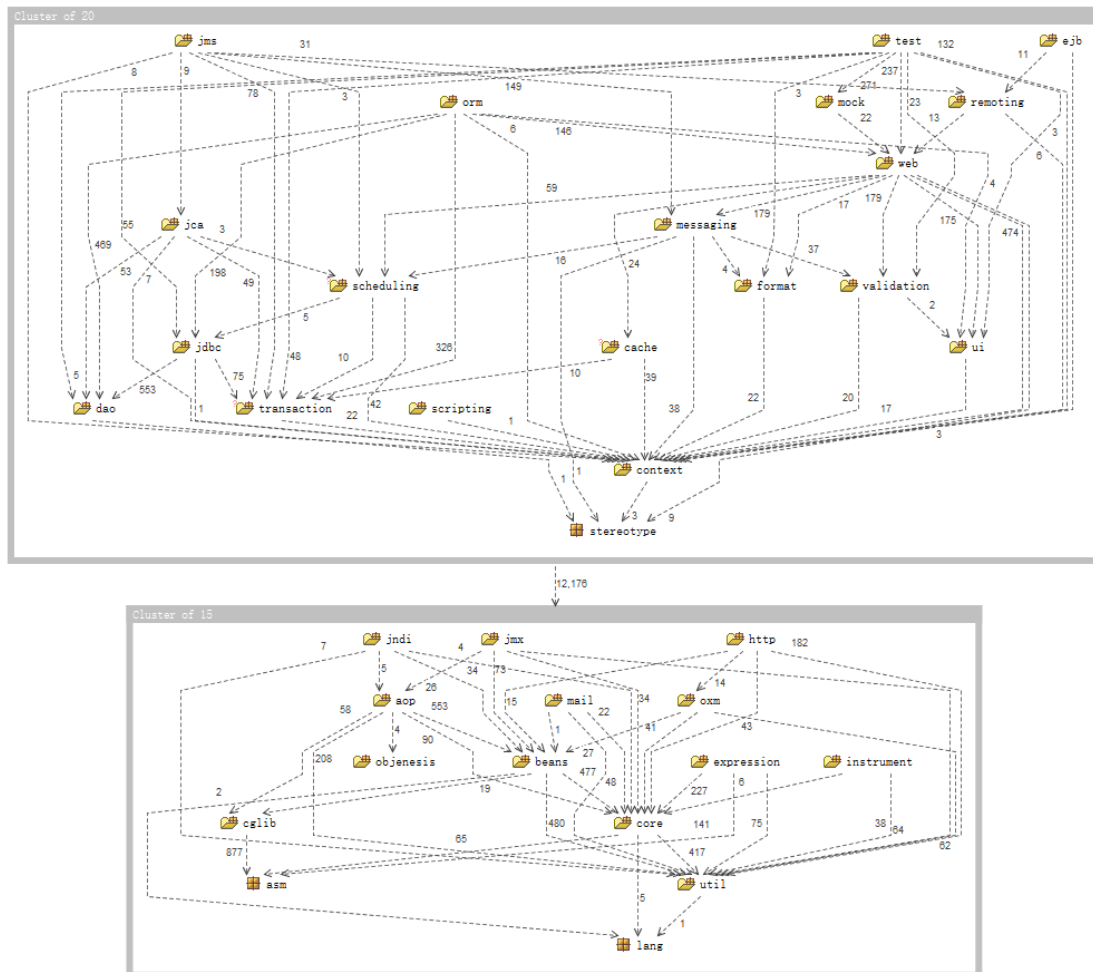 Cluster of 20
jms 31 test 132 ejb
8 9 11
237
78 3 149 3 271 23
orm mock remoting
6 146 22 13 3
6
web
59 4
179 17 179 175
55 jca 3 messaging 474
469 37
53 7 198 49 16 24 4
scheduling format validation
5 2
jdbc 326 cache ui
48 10 10
5 553 75 39
dao transaction scripting
1 22 42 1 38 22 20 17
3
context
1 1 3 9
stereotype
12,176
Cluster of 15
7 jndi 4 jmx http 182
5 34 73 14
26 34
58 aop 553 15 mail 22 oxm
4 90 1 41 43
208 27
objenesis beans expression instrument
2 19 477 48 227 6
cglib 480 core 141 75 38 64
877 65 417 62
asm util
5 1
lang